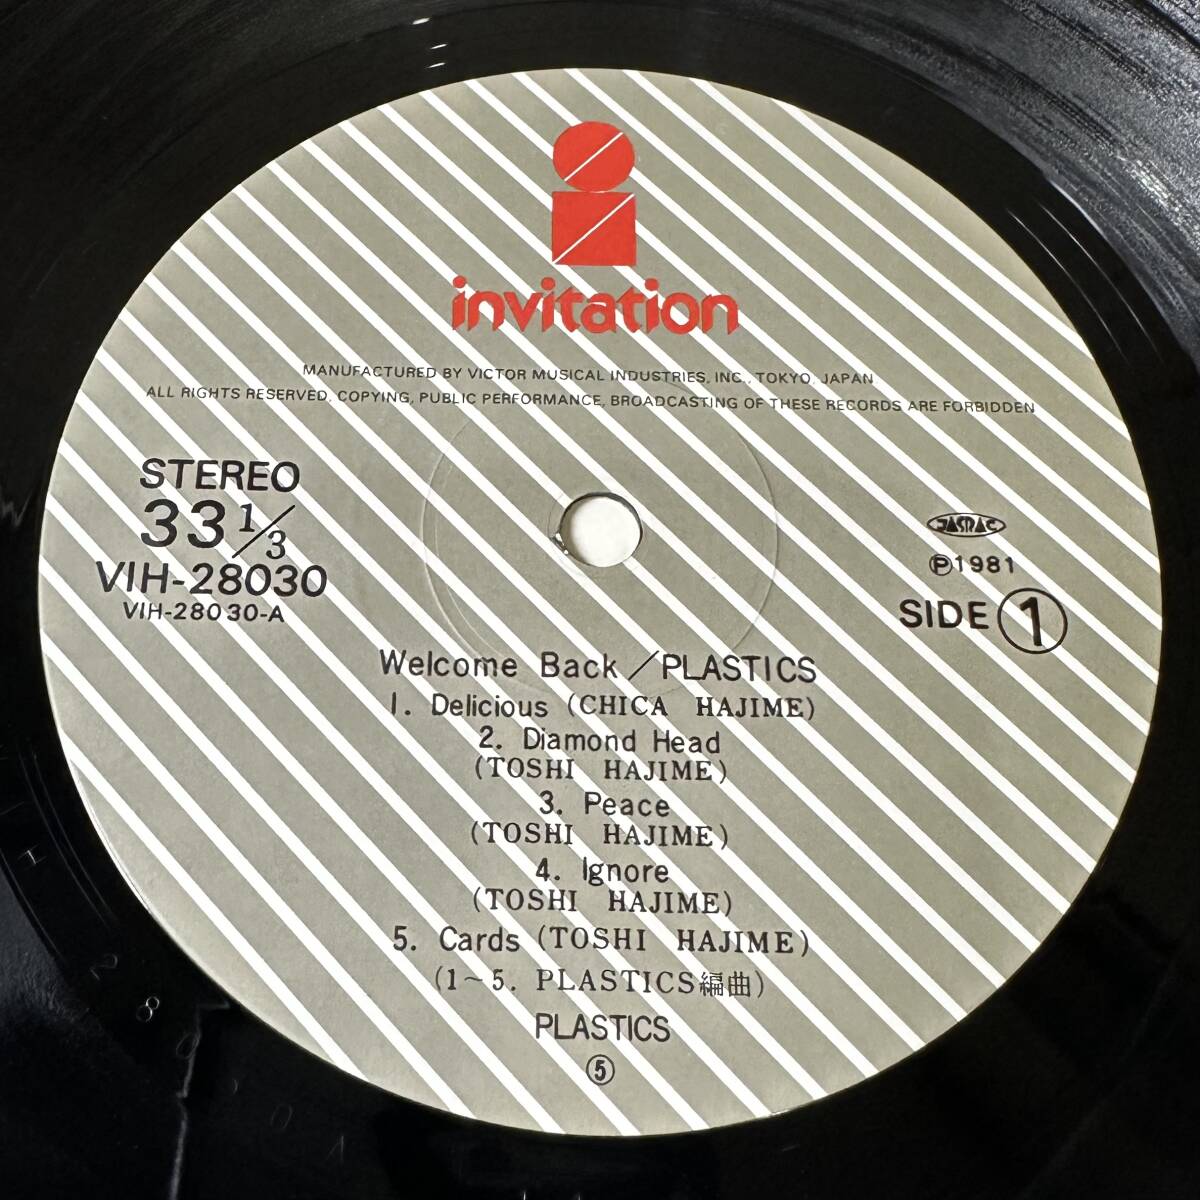 invitation
MANUFACTURED BY VICTOR MUSICAL INDUSTRIES, INC., TOKYO, JAPAN
ALL RIGHTS RESERVED, COPYING, PUBLIC PERFORMANCE, BROADCASTING OF THESE RECORDS ARE FORBIDDEN
STEREO
33 1/3
VIH-28030
VIH-28030-A
JASRAC
Ⓟ1981
SIDE ①
Welcome Back／PLASTICS
1. Delicious (CHICA HAJIME)
2. Diamond Head
(TOSHI HAJIME)
3. Peace
(TOSHI HAJIME)
4. Ignore
(TOSHI HAJIME)
5. Cards (TOSHI HAJIME)
(1~5. PLASTICS編曲)
PLASTICS
⑤